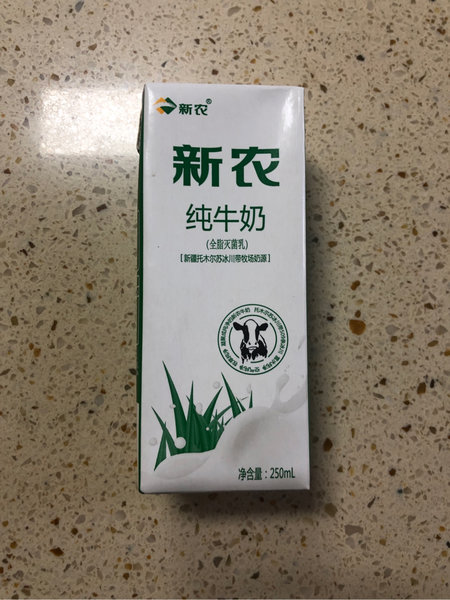 新农®
新农
纯牛奶
(全脂灭菌乳)
[新疆托木尔苏冰川带牧场奶源]
净含量：250mL